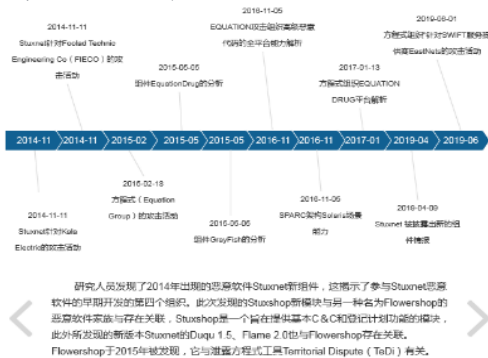 2014-11-11
Stuxnet针对Fooled Technic
Engineering Co（FIECO）的攻
击活动
2015-05-05
组件EquationDrug的分析
2016-11-05
EQUATION攻击组织高级恶意
代码的全平台能力解析
2017-01-13
方程式组织EQUATION
DRUG平台解析
2019-06-01
方程式组织针对SWIFT服务提
供商EastNets的攻击活动
2014-11
2014-11
2015-02
2015-05
2015-05
2016-11
2016-11
2017-01
2019-04
2019-06
2014-11-11
Stuxnet针对Kala
Electric的攻击活动
2015-02-18
方程式（Equation
Group）的攻击活动
2015-05-05
组件GrayFish的分析
2016-11-05
SPARC架构Solaris场景
能力
2019-04-09
Stuxnet 被披露出新的组
件情报
研究人员发现了2014年出现的恶意软件Stuxnet新组件，这揭示了参与Stuxnet恶意
软件的早期开发的第四个组织。此次发现的Stuxshop新模块与另一种名为Flowershop的
恶意软件家族与存在关联，Stuxshop是一个旨在提供基本C&C和登记计划功能的模块，
此外所发现的新版本Stuxnet的Duqu 1.5、Flame 2.0也与Flowershop存在关联。
Flowershop于2015年被发现，它与泄露方程式工具Territorial Dispute（TeDi）有关。